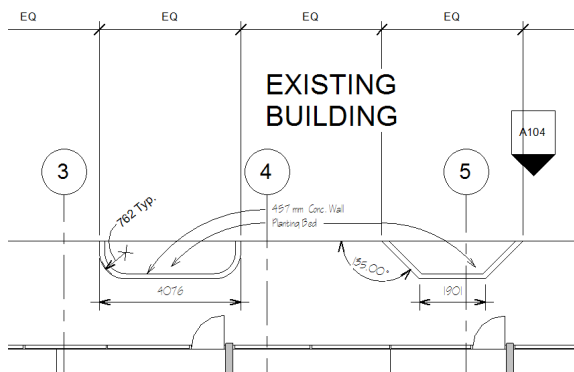 EQ
EQ
EQ
EQ
EXISTING
BUILDING
A104
3
4
5
762 Typ.
457 mm Conc. Wall
Planting Bed
135.00°
4076
1901